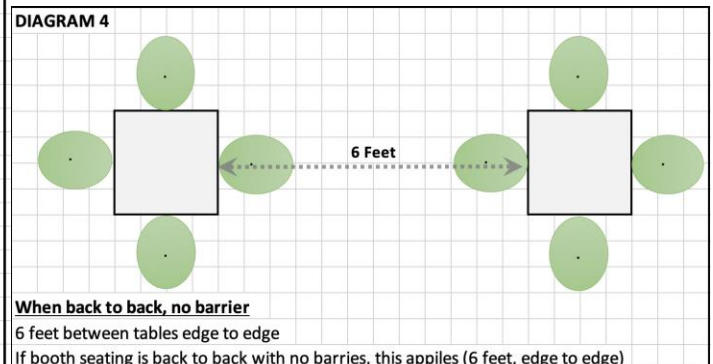 DIAGRAM 4
6 Feet
When back to back, no barrier
6 feet between tables edge to edge
If booth seating is back to back with no barries, this appiles (6 feet, edge to edge)